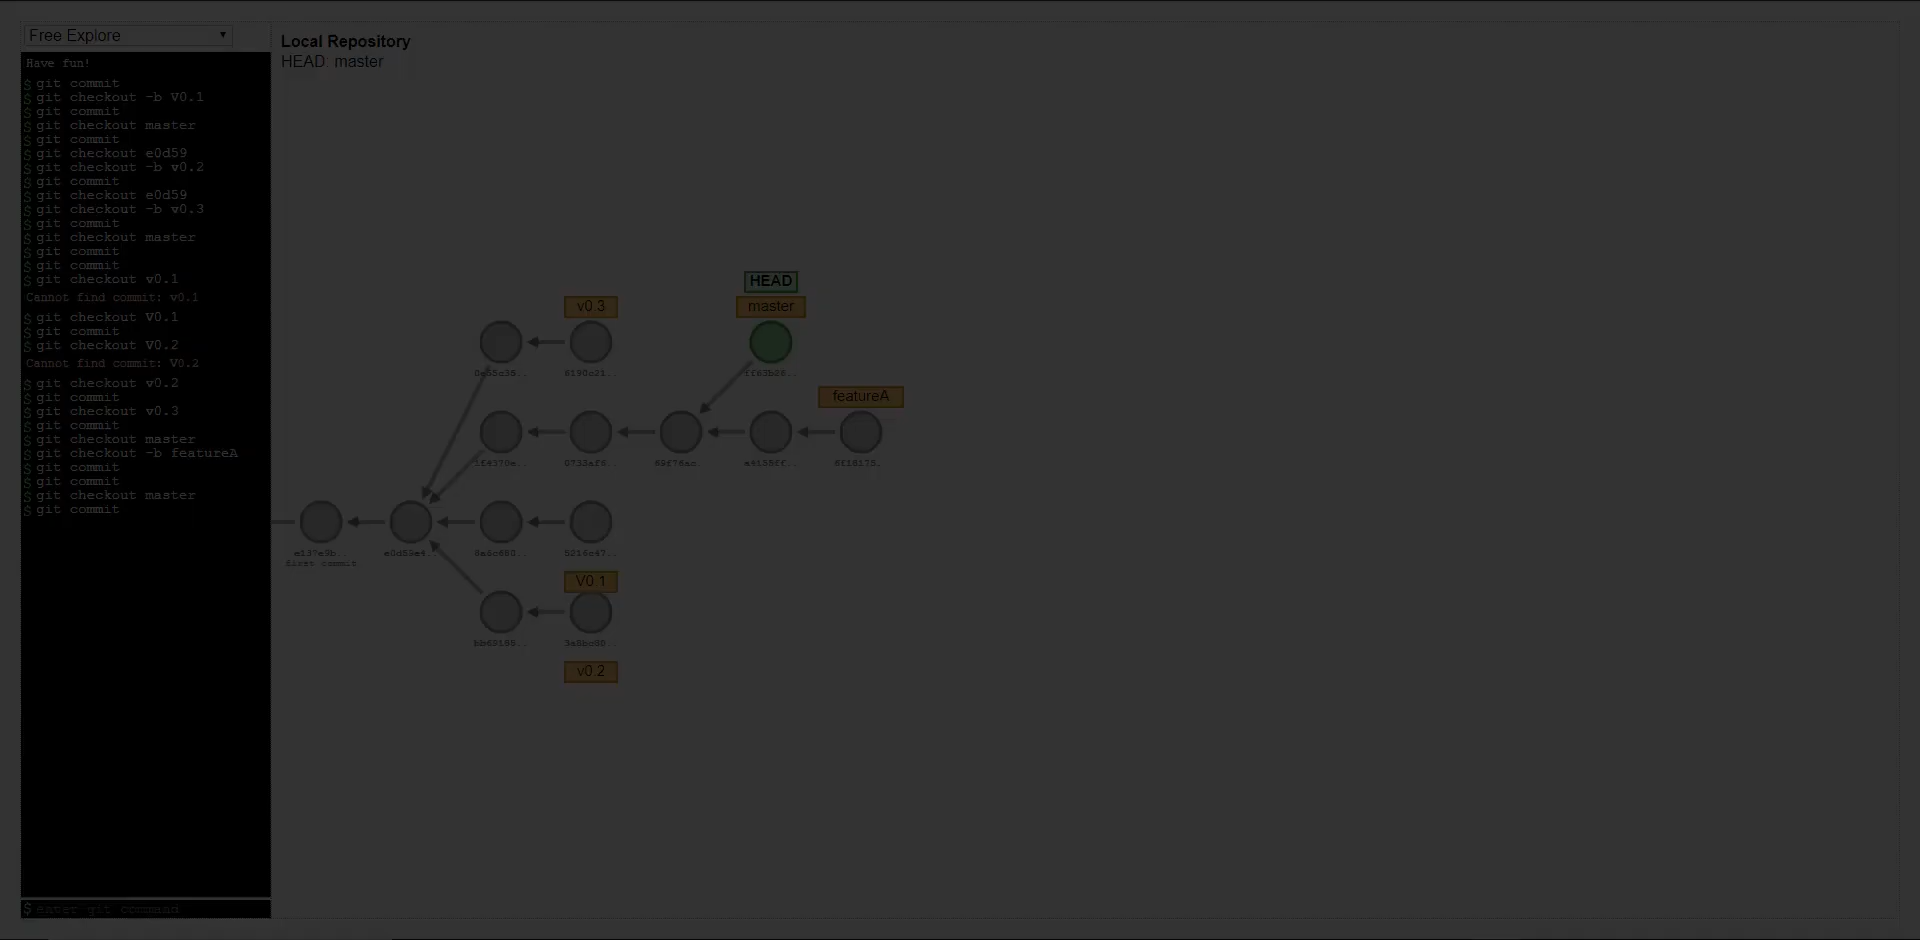 Free Explore
Have fun!
$ git commit
$ git checkout -b V0.1
$ git commit
$ git checkout master
$ git commit
$ git checkout e0d59
$ git checkout -b v0.2
$ git commit
$ git checkout e0d59
$ git checkout -b v0.3
$ git commit
$ git checkout master
$ git commit
$ git commit
$ git checkout v0.1
Cannot find commit: v0.1
$ git checkout V0.1
$ git commit
$ git checkout V0.2
Cannot find commit: V0.2
$ git checkout v0.2
$ git commit
$ git checkout v0.3
$ git commit
$ git checkout master
$ git checkout -b featureA
$ git commit
$ git commit
$ git checkout master
$ git commit
$ enter git command
Local Repository
HEAD: master
HEAD
v0.3
master
featureA
e137e9b..
first commit
e0d59e4..
V0.1
v0.2